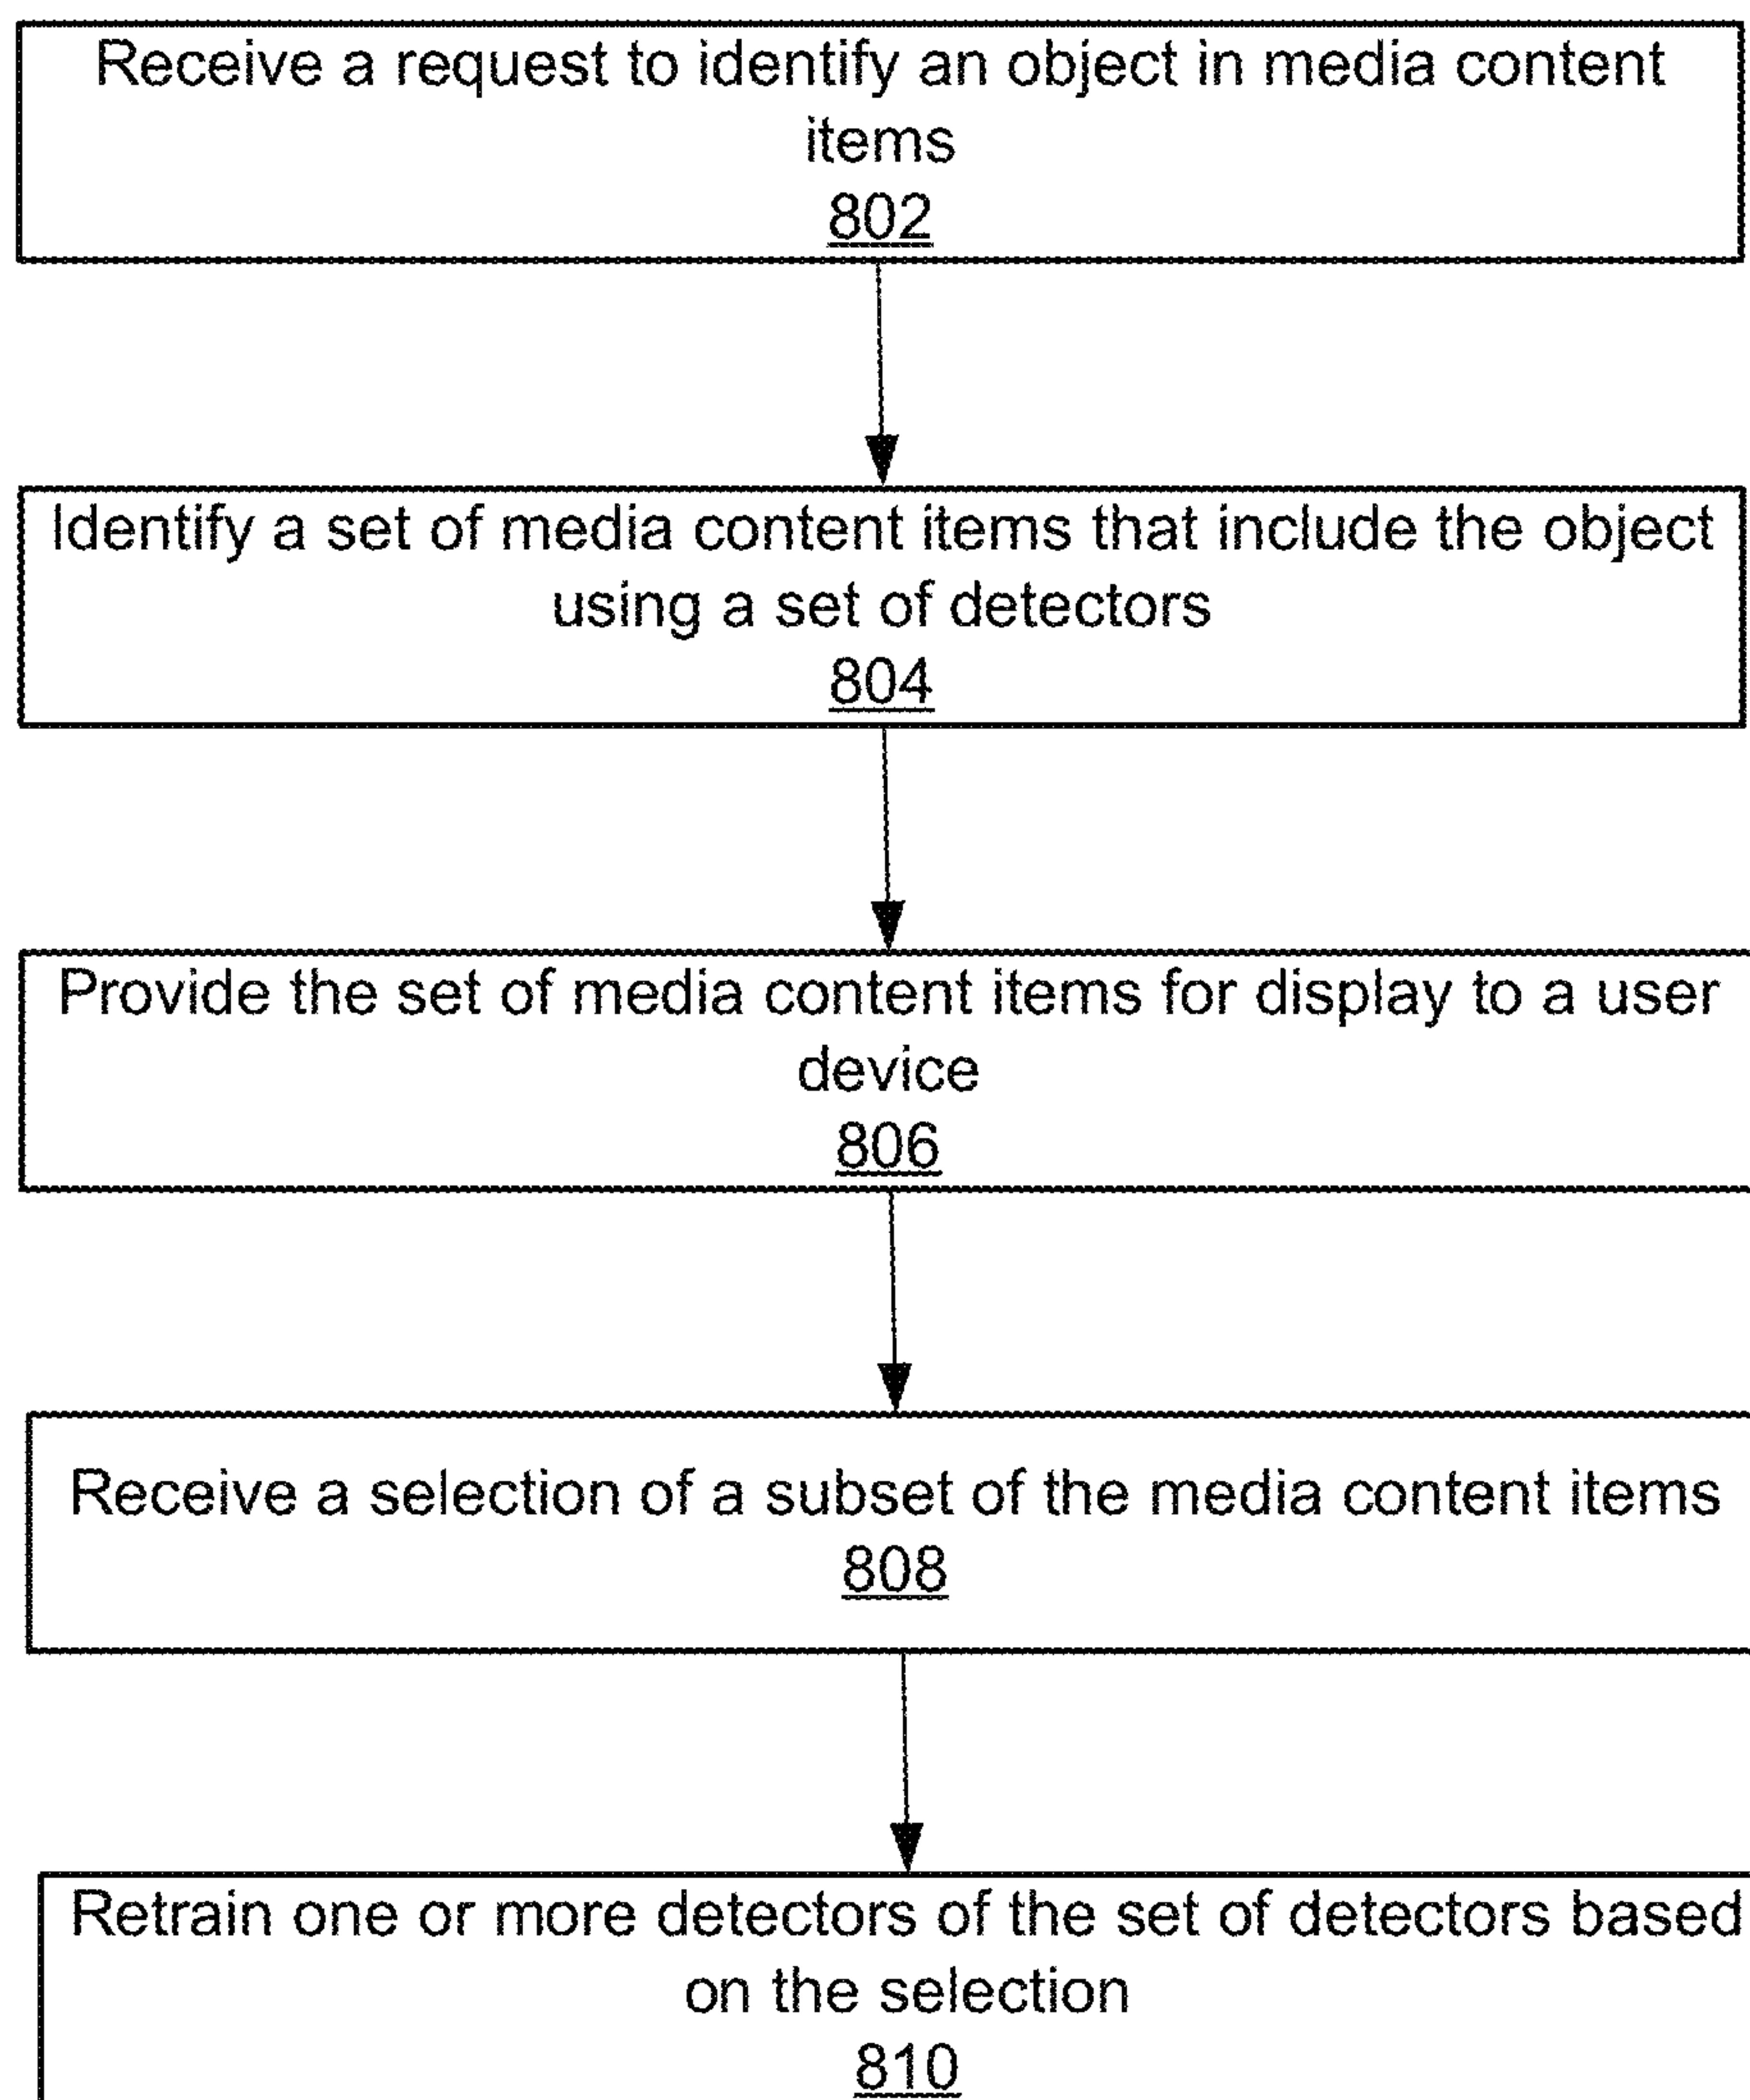 Receive a request to identify an object in media content
items
802
Identify a set of media content items that include the object
using a set of detectors
804
Provide the set of media content items for display to a user
device
806
Receive a selection of a subset of the media content items
808
Retrain one or more detectors of the set of detectors based
on the selection
810